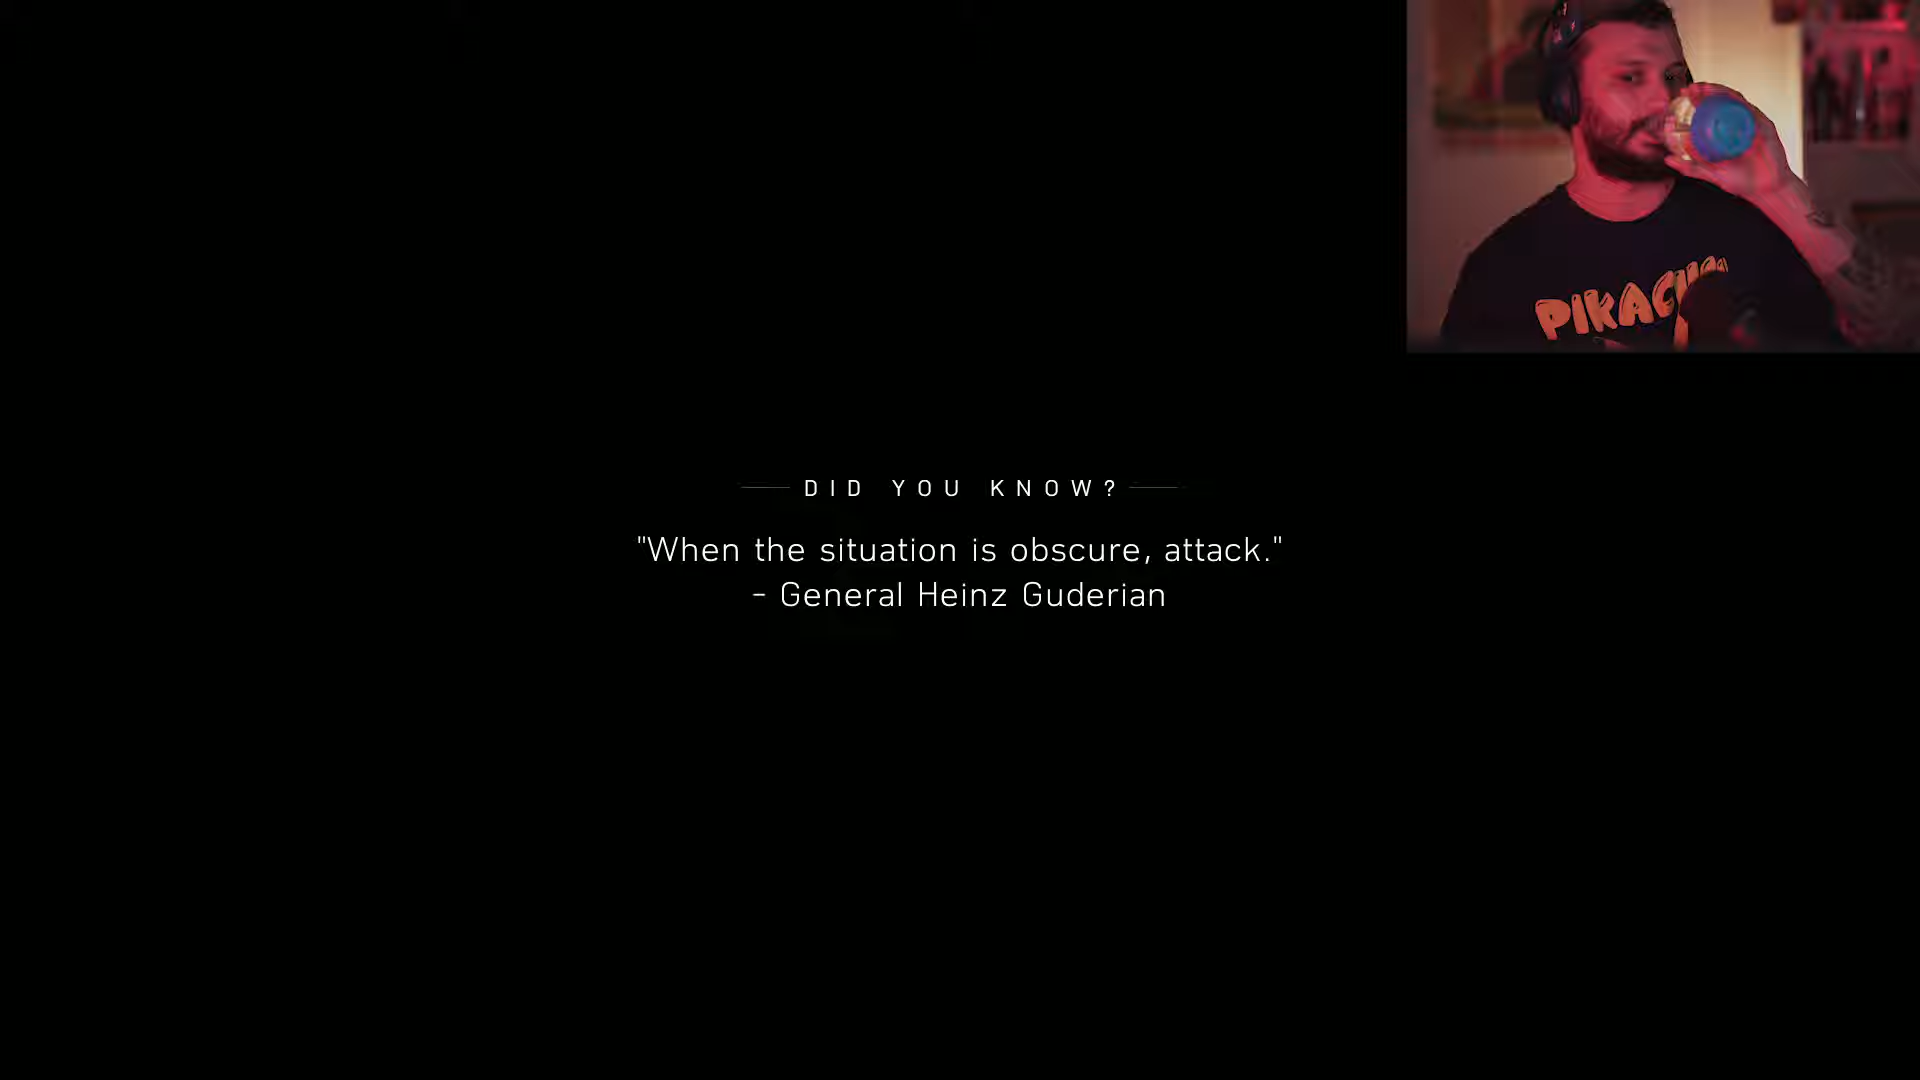 DID YOU KNOW?
"When the situation is obscure, attack."
- General Heinz Guderian